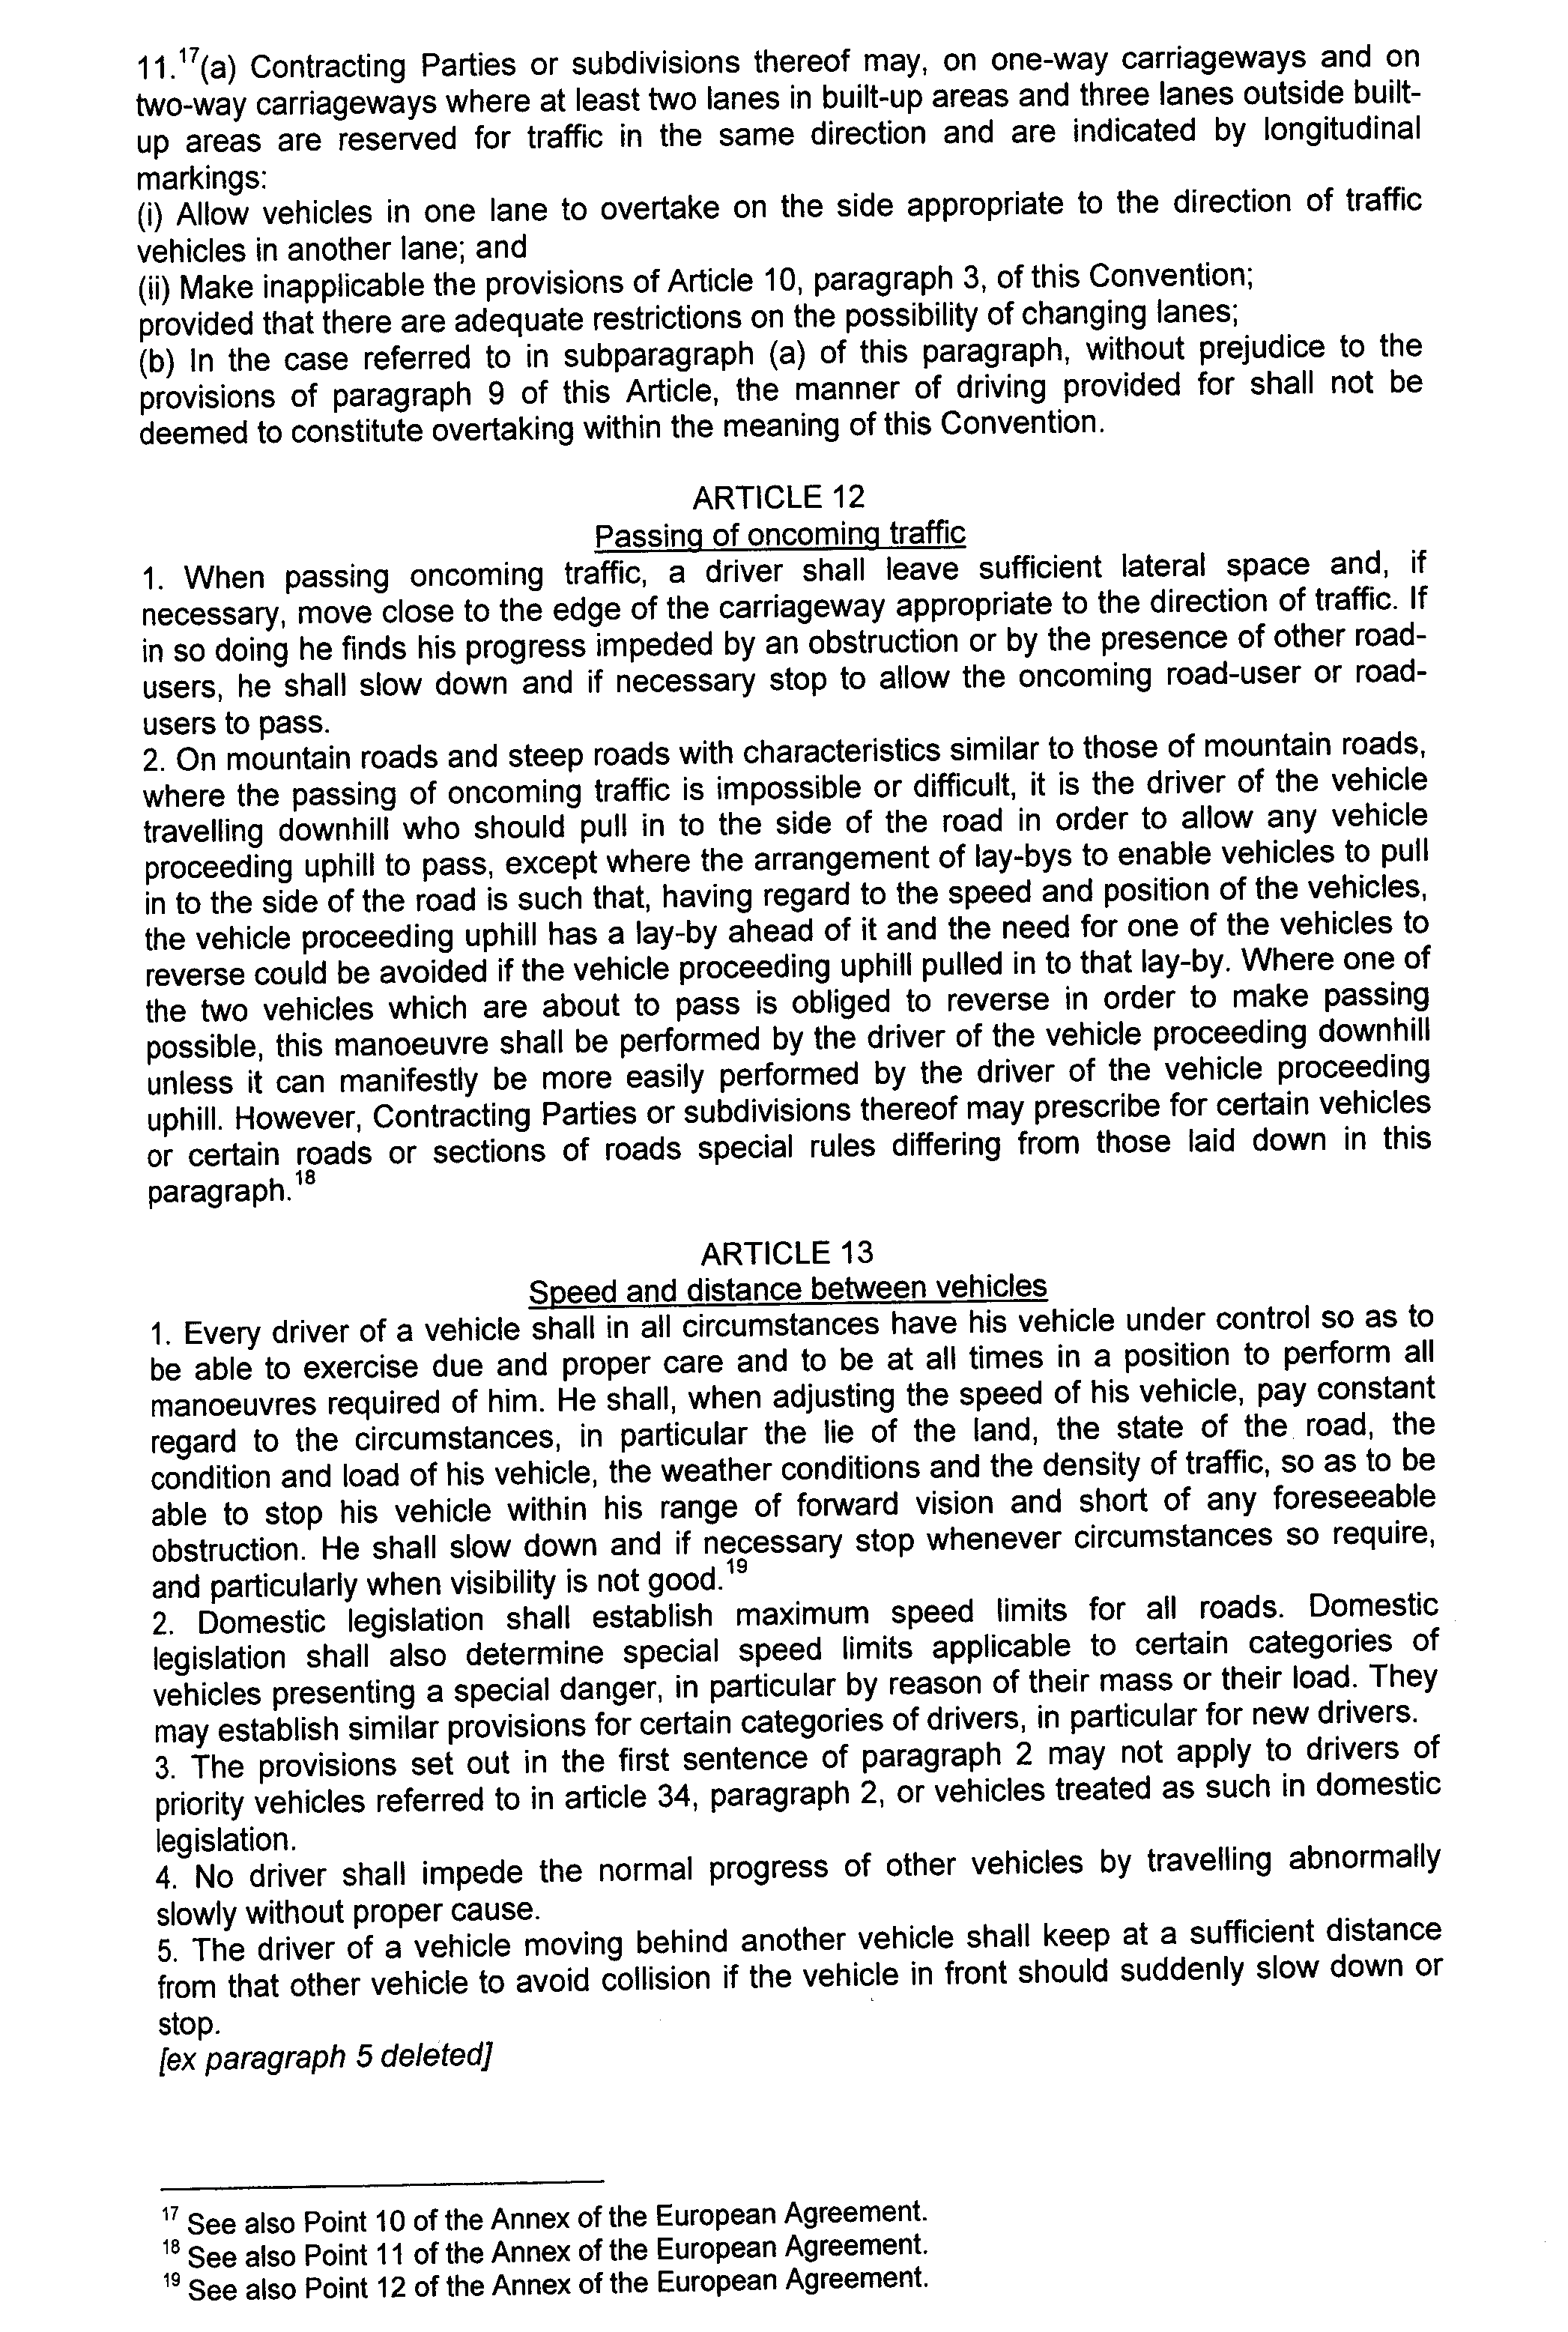 11.¹⁷(a) Contracting Parties or subdivisions thereof may, on one-way carriageways and on
two-way carriageways where at least two lanes in built-up areas and three lanes outside built-
up areas are reserved for traffic in the same direction and are indicated by longitudinal
markings:
(i) Allow vehicles in one lane to overtake on the side appropriate to the direction of traffic
vehicles in another lane; and
(ii) Make inapplicable the provisions of Article 10, paragraph 3, of this Convention;
provided that there are adequate restrictions on the possibility of changing lanes;
(b) In the case referred to in subparagraph (a) of this paragraph, without prejudice to the
provisions of paragraph 9 of this Article, the manner of driving provided for shall not be
deemed to constitute overtaking within the meaning of this Convention.
ARTICLE 12
Passing of oncoming traffic
1. When passing oncoming traffic, a driver shall leave sufficient lateral space and, if
necessary, move close to the edge of the carriageway appropriate to the direction of traffic. If
in so doing he finds his progress impeded by an obstruction or by the presence of other road-
users, he shall slow down and if necessary stop to allow the oncoming road-user or road-
users to pass.
2. On mountain roads and steep roads with characteristics similar to those of mountain roads,
where the passing of oncoming traffic is impossible or difficult, it is the driver of the vehicle
travelling downhill who should pull in to the side of the road in order to allow any vehicle
proceeding uphill to pass, except where the arrangement of lay-bys to enable vehicles to pull
in to the side of the road is such that, having regard to the speed and position of the vehicles,
the vehicle proceeding uphill has a lay-by ahead of it and the need for one of the vehicles to
reverse could be avoided if the vehicle proceeding uphill pulled in to that lay-by. Where one of
the two vehicles which are about to pass is obliged to reverse in order to make passing
possible, this manoeuvre shall be performed by the driver of the vehicle proceeding downhill
unless it can manifestly be more easily performed by the driver of the vehicle proceeding
uphill. However, Contracting Parties or subdivisions thereof may prescribe for certain vehicles
or certain roads or sections of roads special rules differing from those laid down in this
paragraph.¹⁸
ARTICLE 13
Speed and distance between vehicles
1. Every driver of a vehicle shall in all circumstances have his vehicle under control so as to
be able to exercise due and proper care and to be at all times in a position to perform all
manoeuvres required of him. He shall, when adjusting the speed of his vehicle, pay constant
regard to the circumstances, in particular the lie of the land, the state of the road, the
condition and load of his vehicle, the weather conditions and the density of traffic, so as to be
able to stop his vehicle within his range of forward vision and short of any foreseeable
obstruction. He shall slow down and if necessary stop whenever circumstances so require,
and particularly when visibility is not good.¹⁹
2. Domestic legislation shall establish maximum speed limits for all roads. Domestic
legislation shall also determine special speed limits applicable to certain categories of
vehicles presenting a special danger, in particular by reason of their mass or their load. They
may establish similar provisions for certain categories of drivers, in particular for new drivers.
3. The provisions set out in the first sentence of paragraph 2 may not apply to drivers of
priority vehicles referred to in article 34, paragraph 2, or vehicles treated as such in domestic
legislation.
4. No driver shall impede the normal progress of other vehicles by travelling abnormally
slowly without proper cause.
5. The driver of a vehicle moving behind another vehicle shall keep at a sufficient distance
from that other vehicle to avoid collision if the vehicle in front should suddenly slow down or
stop.
[ex paragraph 5 deleted]
¹⁷ See also Point 10 of the Annex of the European Agreement.
¹⁸ See also Point 11 of the Annex of the European Agreement.
¹⁹ See also Point 12 of the Annex of the European Agreement.